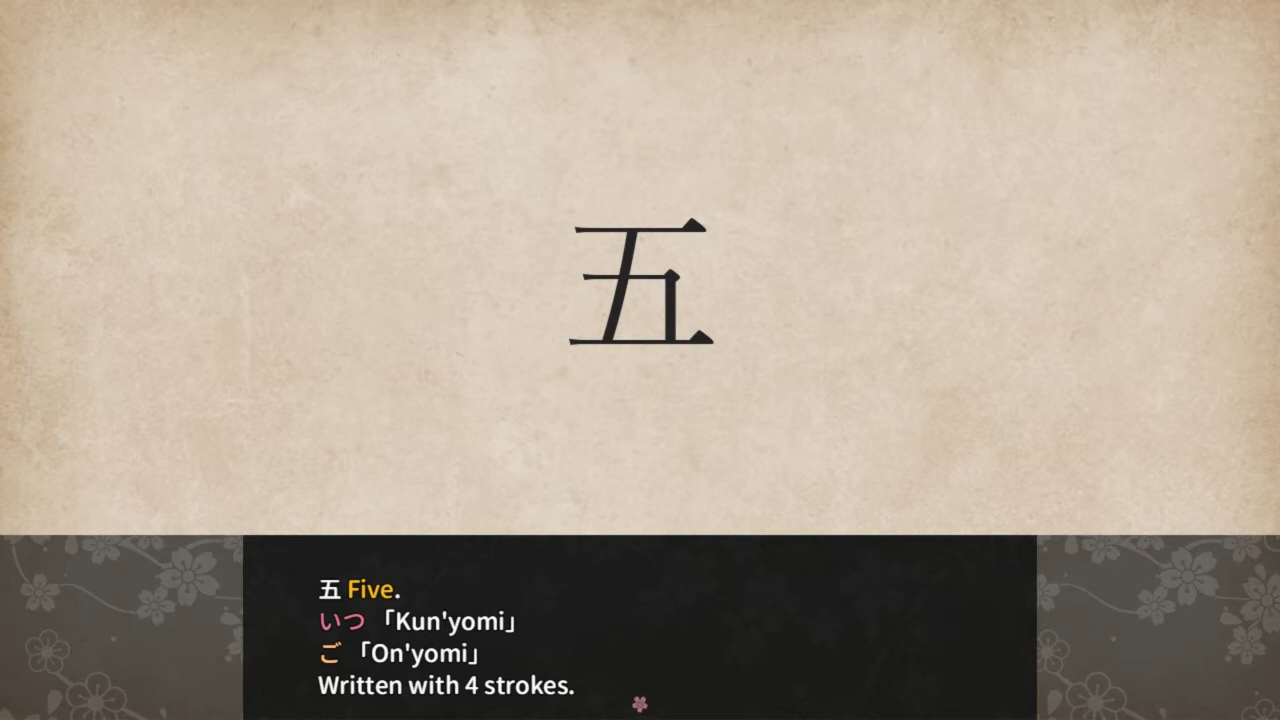 五
五 Five.
いつ 「Kun'yomi」
ご 「On'yomi」
Written with 4 strokes.